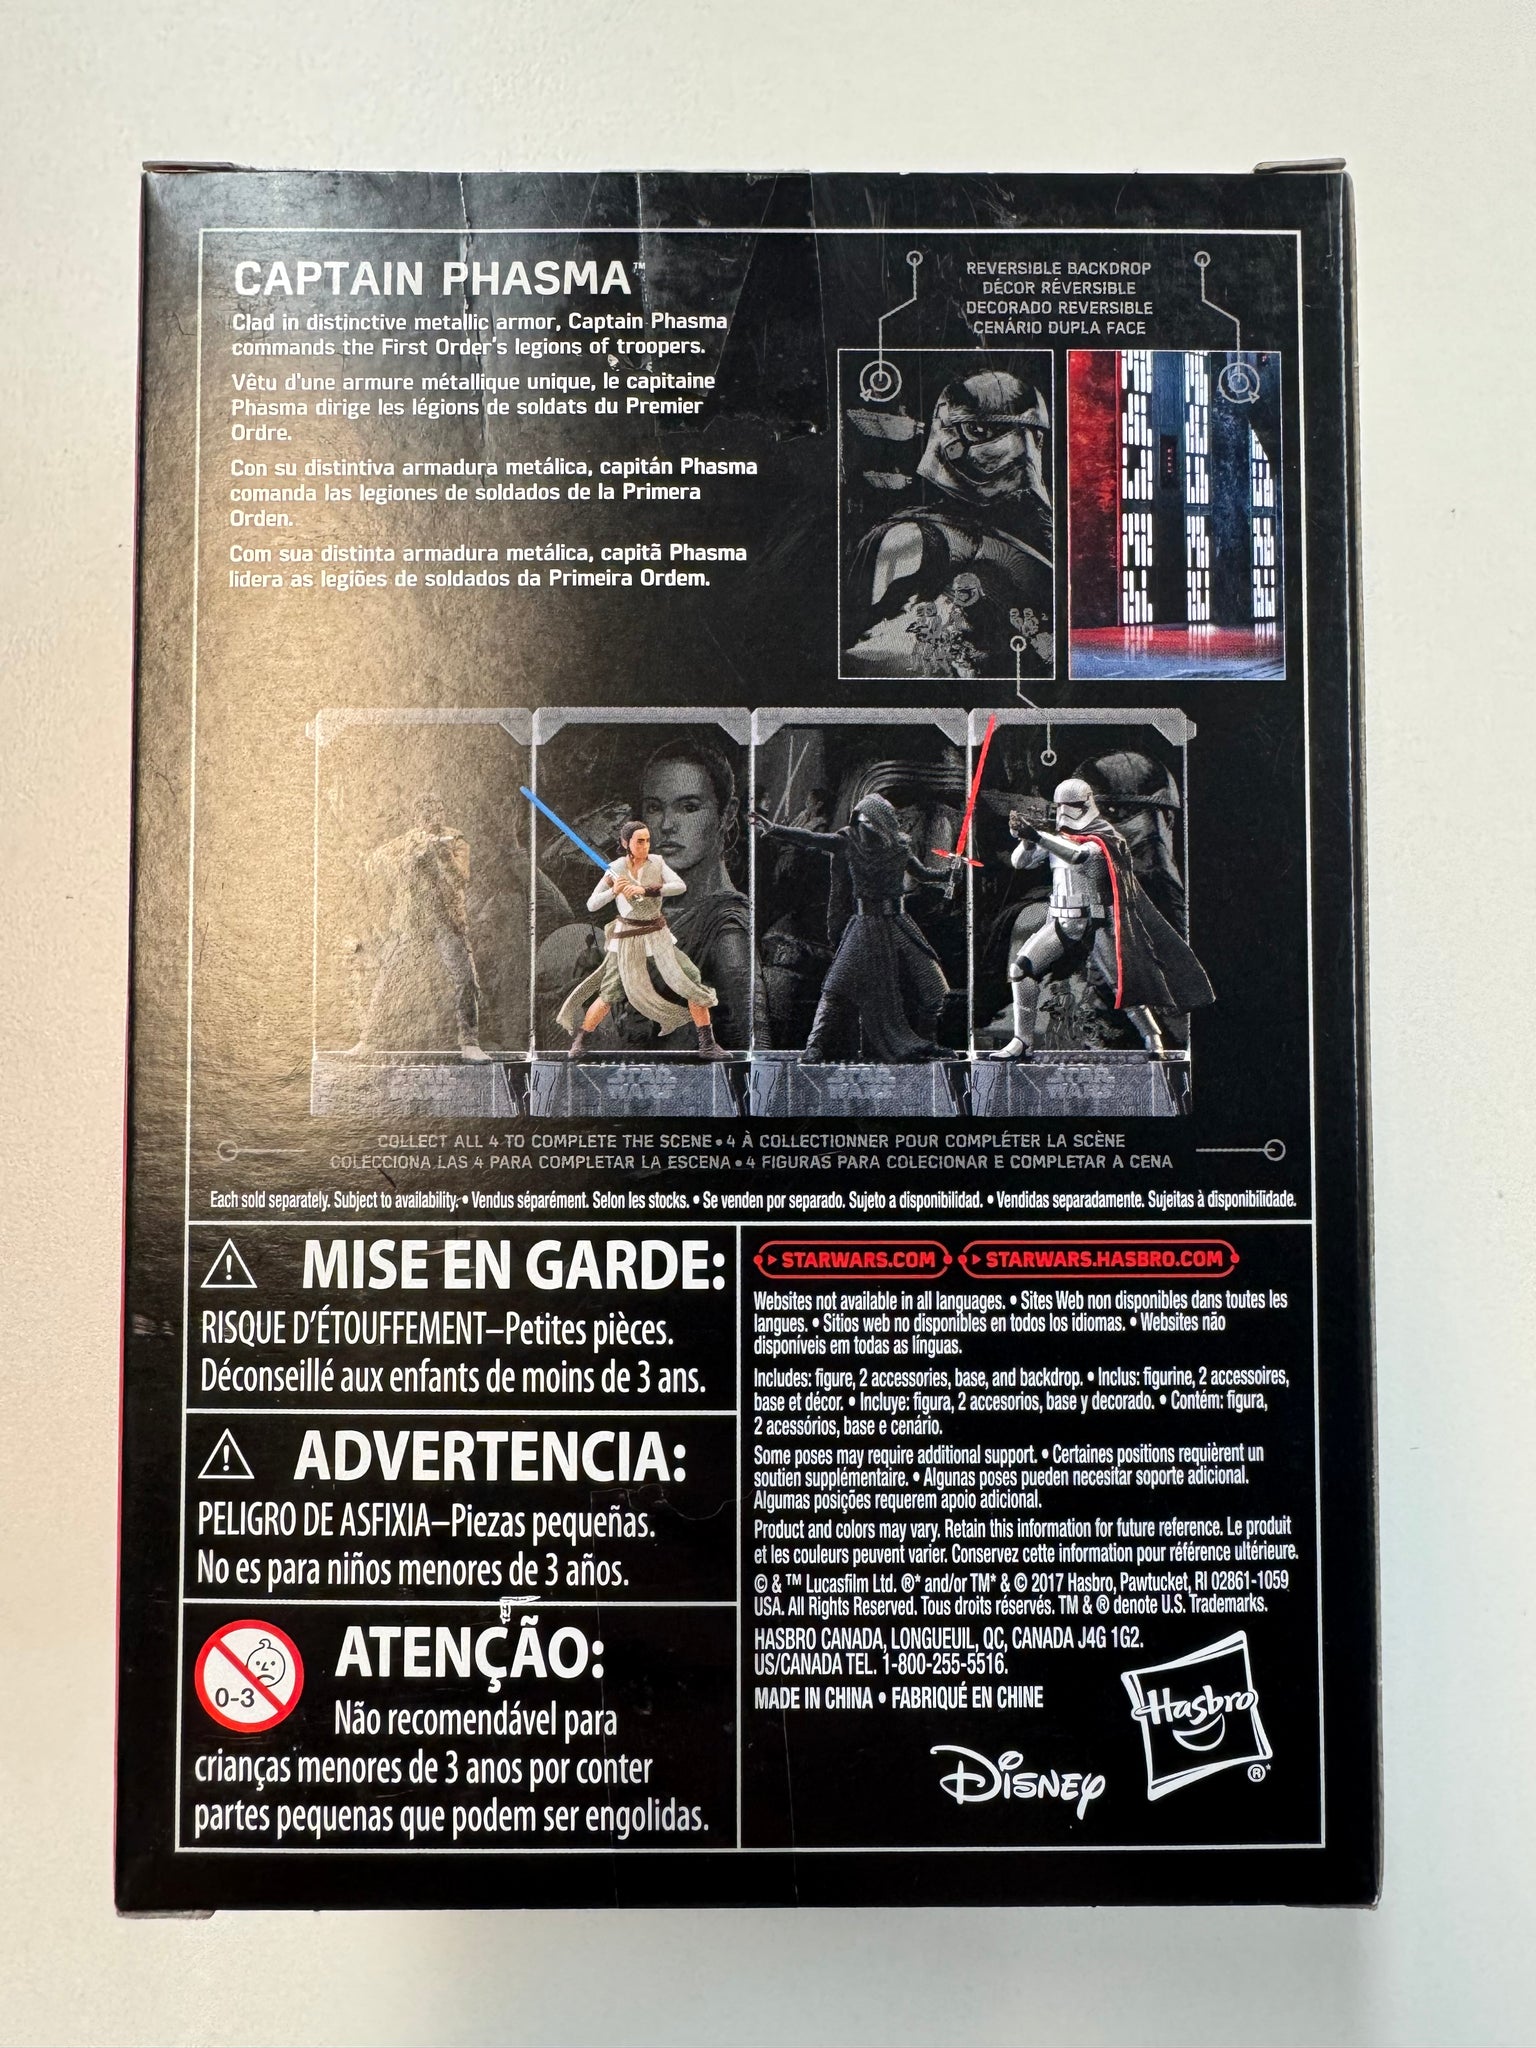 CAPTAIN PHASMA™
Clad in distinctive metallic armor, Captain Phasma
commands the First Order's legions of troopers.
Vêtu d'une armure métallique unique, le capitaine
Phasma dirige les légions de soldats du Premier
Ordre.
Con su distintiva armadura metálica, capitán Phasma
comanda las legiones de soldados de la Primera
Orden.
Com sua distinta armadura metálica, capitã Phasma
lidera as legiões de soldados da Primeira Ordem.
REVERSIBLE BACKDROP
DÉCOR RÉVERSIBLE
DECORADO REVERSIBLE
CENÁRIO DUPLA FACE
STAR WARS
STAR WARS
STAR WARS
STAR WARS
COLLECT ALL 4 TO COMPLETE THE SCENE • 4 À COLLECTIONNER POUR COMPLÉTER LA SCÈNE
COLECCIONA LAS 4 PARA COMPLETAR LA ESCENA • 4 FIGURAS PARA COLECIONAR E COMPLETAR A CENA
Each sold separately. Subject to availability. • Vendus séparément. Selon les stocks. • Se venden por separado. Sujeto a disponibilidad. • Vendidas separadamente. Sujeitas à disponibilidade.
MISE EN GARDE:
RISQUE D'ÉTOUFFEMENT–Petites pièces.
Déconseillé aux enfants de moins de 3 ans.
ADVERTENCIA:
PELIGRO DE ASFIXIA–Piezas pequeñas.
No es para niños menores de 3 años.
0-3
ATENÇÃO:
Não recomendável para
crianças menores de 3 anos por conter
partes pequenas que podem ser engolidas.
STARWARS.COM • STARWARS.HASBRO.COM
Websites not available in all languages. • Sites Web non disponibles dans toutes les
langues. • Sitios web no disponibles en todos los idiomas. • Websites não
disponíveis em todas as línguas.
Includes: figure, 2 accessories, base, and backdrop. • Inclus: figurine, 2 accessoires,
base et décor. • Incluye: figura, 2 accesorios, base y decorado. • Contém: figura,
2 acessórios, base e cenário.
Some poses may require additional support. • Certaines positions requièrent un
soutien supplémentaire. • Algunas poses pueden necesitar soporte adicional.
Algumas posições requerem apoio adicional.
Product and colors may vary. Retain this information for future reference. Le produit
et les couleurs peuvent varier. Conservez cette information pour référence ultérieure.
© & ™ Lucasfilm Ltd. ®* and/or TM* & © 2017 Hasbro, Pawtucket, RI 02861-1059
USA. All Rights Reserved. Tous droits réservés. TM & ® denote U.S. Trademarks.
HASBRO CANADA, LONGUEUIL, QC, CANADA J4G 1G2.
US/CANADA TEL. 1-800-255-5516.
MADE IN CHINA • FABRIQUÉ EN CHINE
Hasbro
®*
Disney